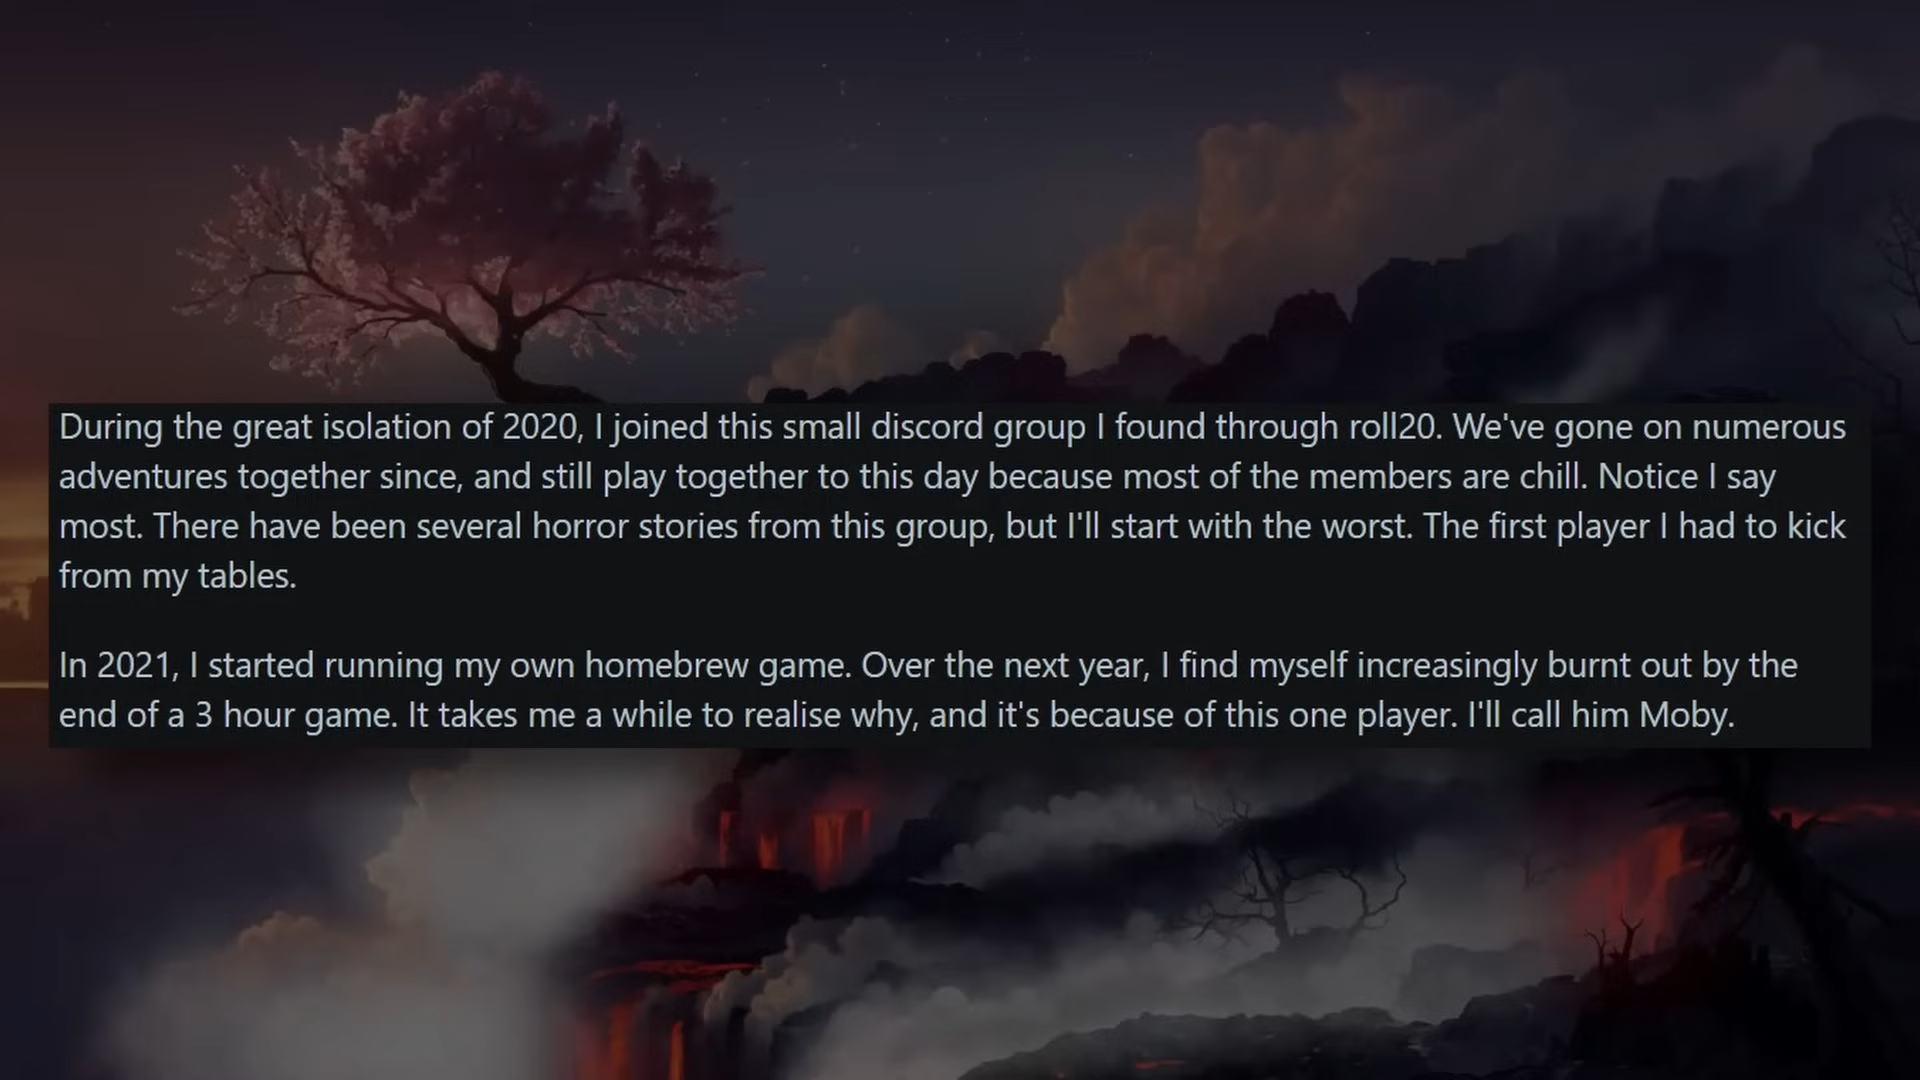 During the great isolation of 2020, I joined this small discord group I found through roll20. We've gone on numerous
adventures together since, and still play together to this day because most of the members are chill. Notice I say
most. There have been several horror stories from this group, but I'll start with the worst. The first player I had to kick
from my tables.
In 2021, I started running my own homebrew game. Over the next year, I find myself increasingly burnt out by the
end of a 3 hour game. It takes me a while to realise why, and it's because of this one player. I'll call him Moby.